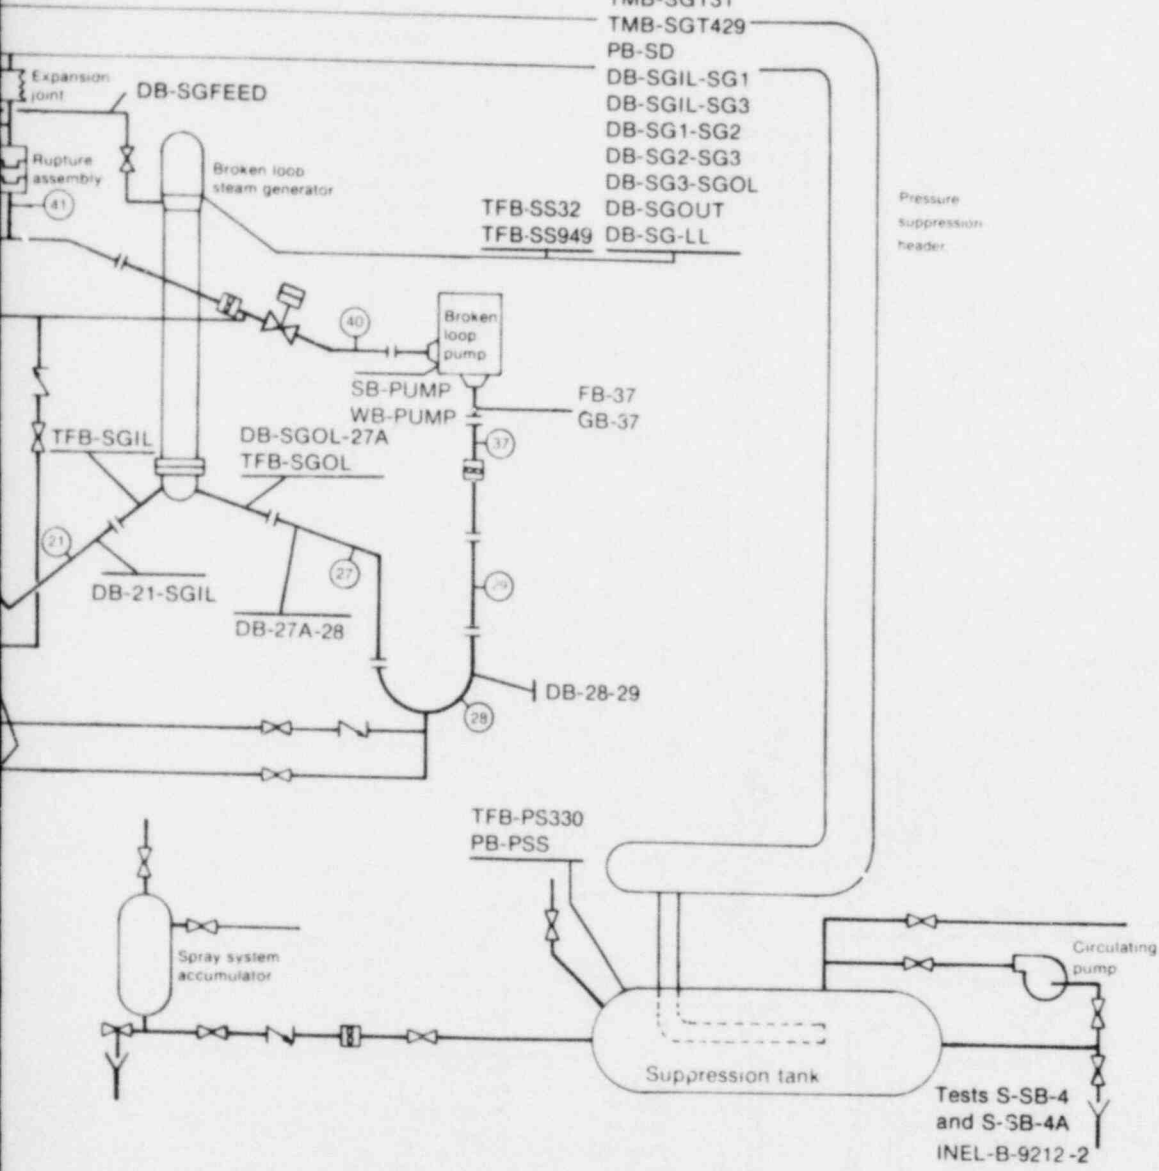 TMB-SGT31
TMB-SGT429
PB-SD
DB-SGIL-SG1
DB-SGIL-SG3
DB-SG1-SG2
DB-SG2-SG3
DB-SG3-SGOL
DB-SGOUT
DB-SG-LL
TFB-SS32
TFB-SS949
Expansion
joint
DB-SGFEED
Rupture
assembly
41
Broken loop
steam generator
Pressure
suppression
header
40
Broken
loop
pump
SB-PUMP
WB-PUMP
FB-37
GB-37
37
TFB-SGIL
DB-SGOL-27A
TFB-SGOL
21
27
29
DB-21-SGIL
DB-27A-28
DB-28-29
28
TFB-PS330
PB-PSS
Spray system
accumulator
Circulating
pump
Suppression tank
Tests S-SB-4
and S-SB-4A
INEL-B-9212-2